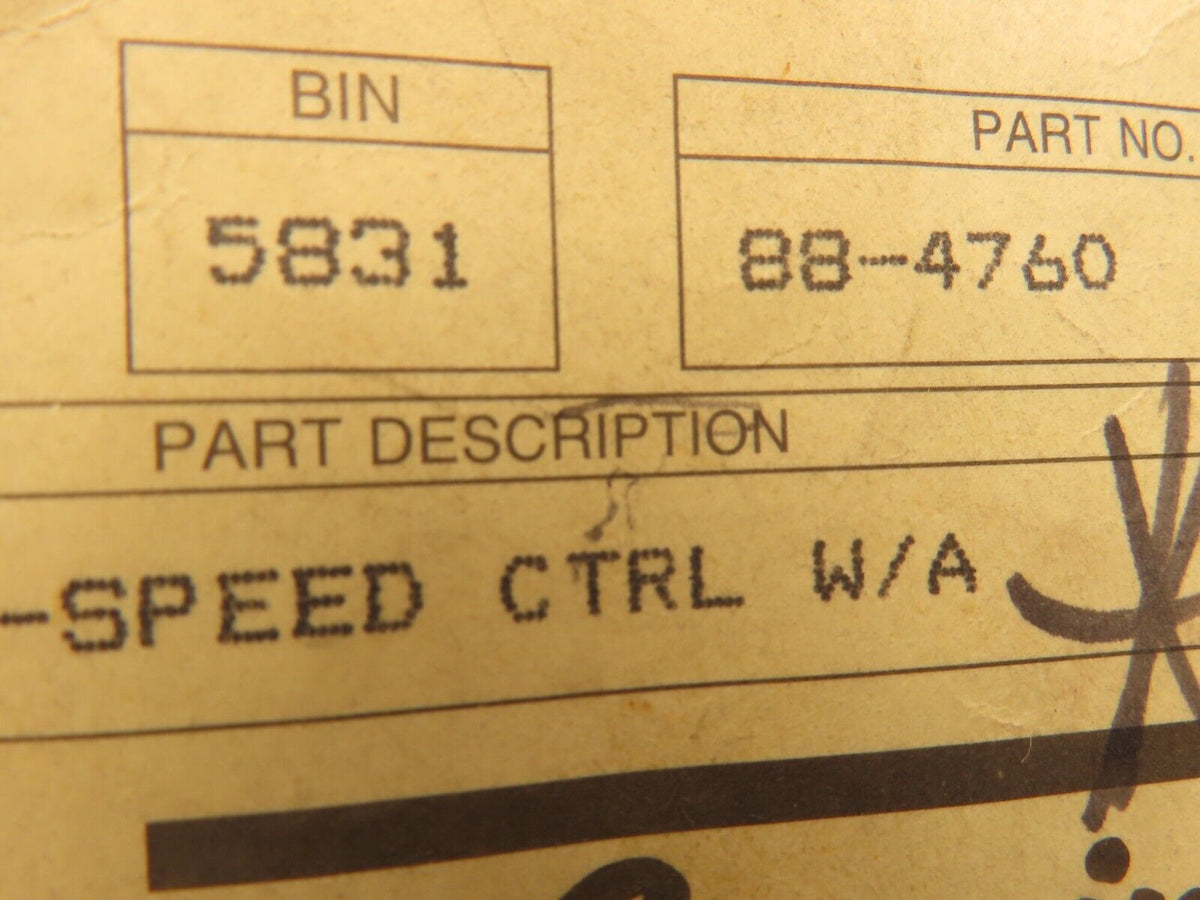 BIN
PART NO.
5831
88-4760
PART DESCRIPTION
-SPEED CTRL W/A